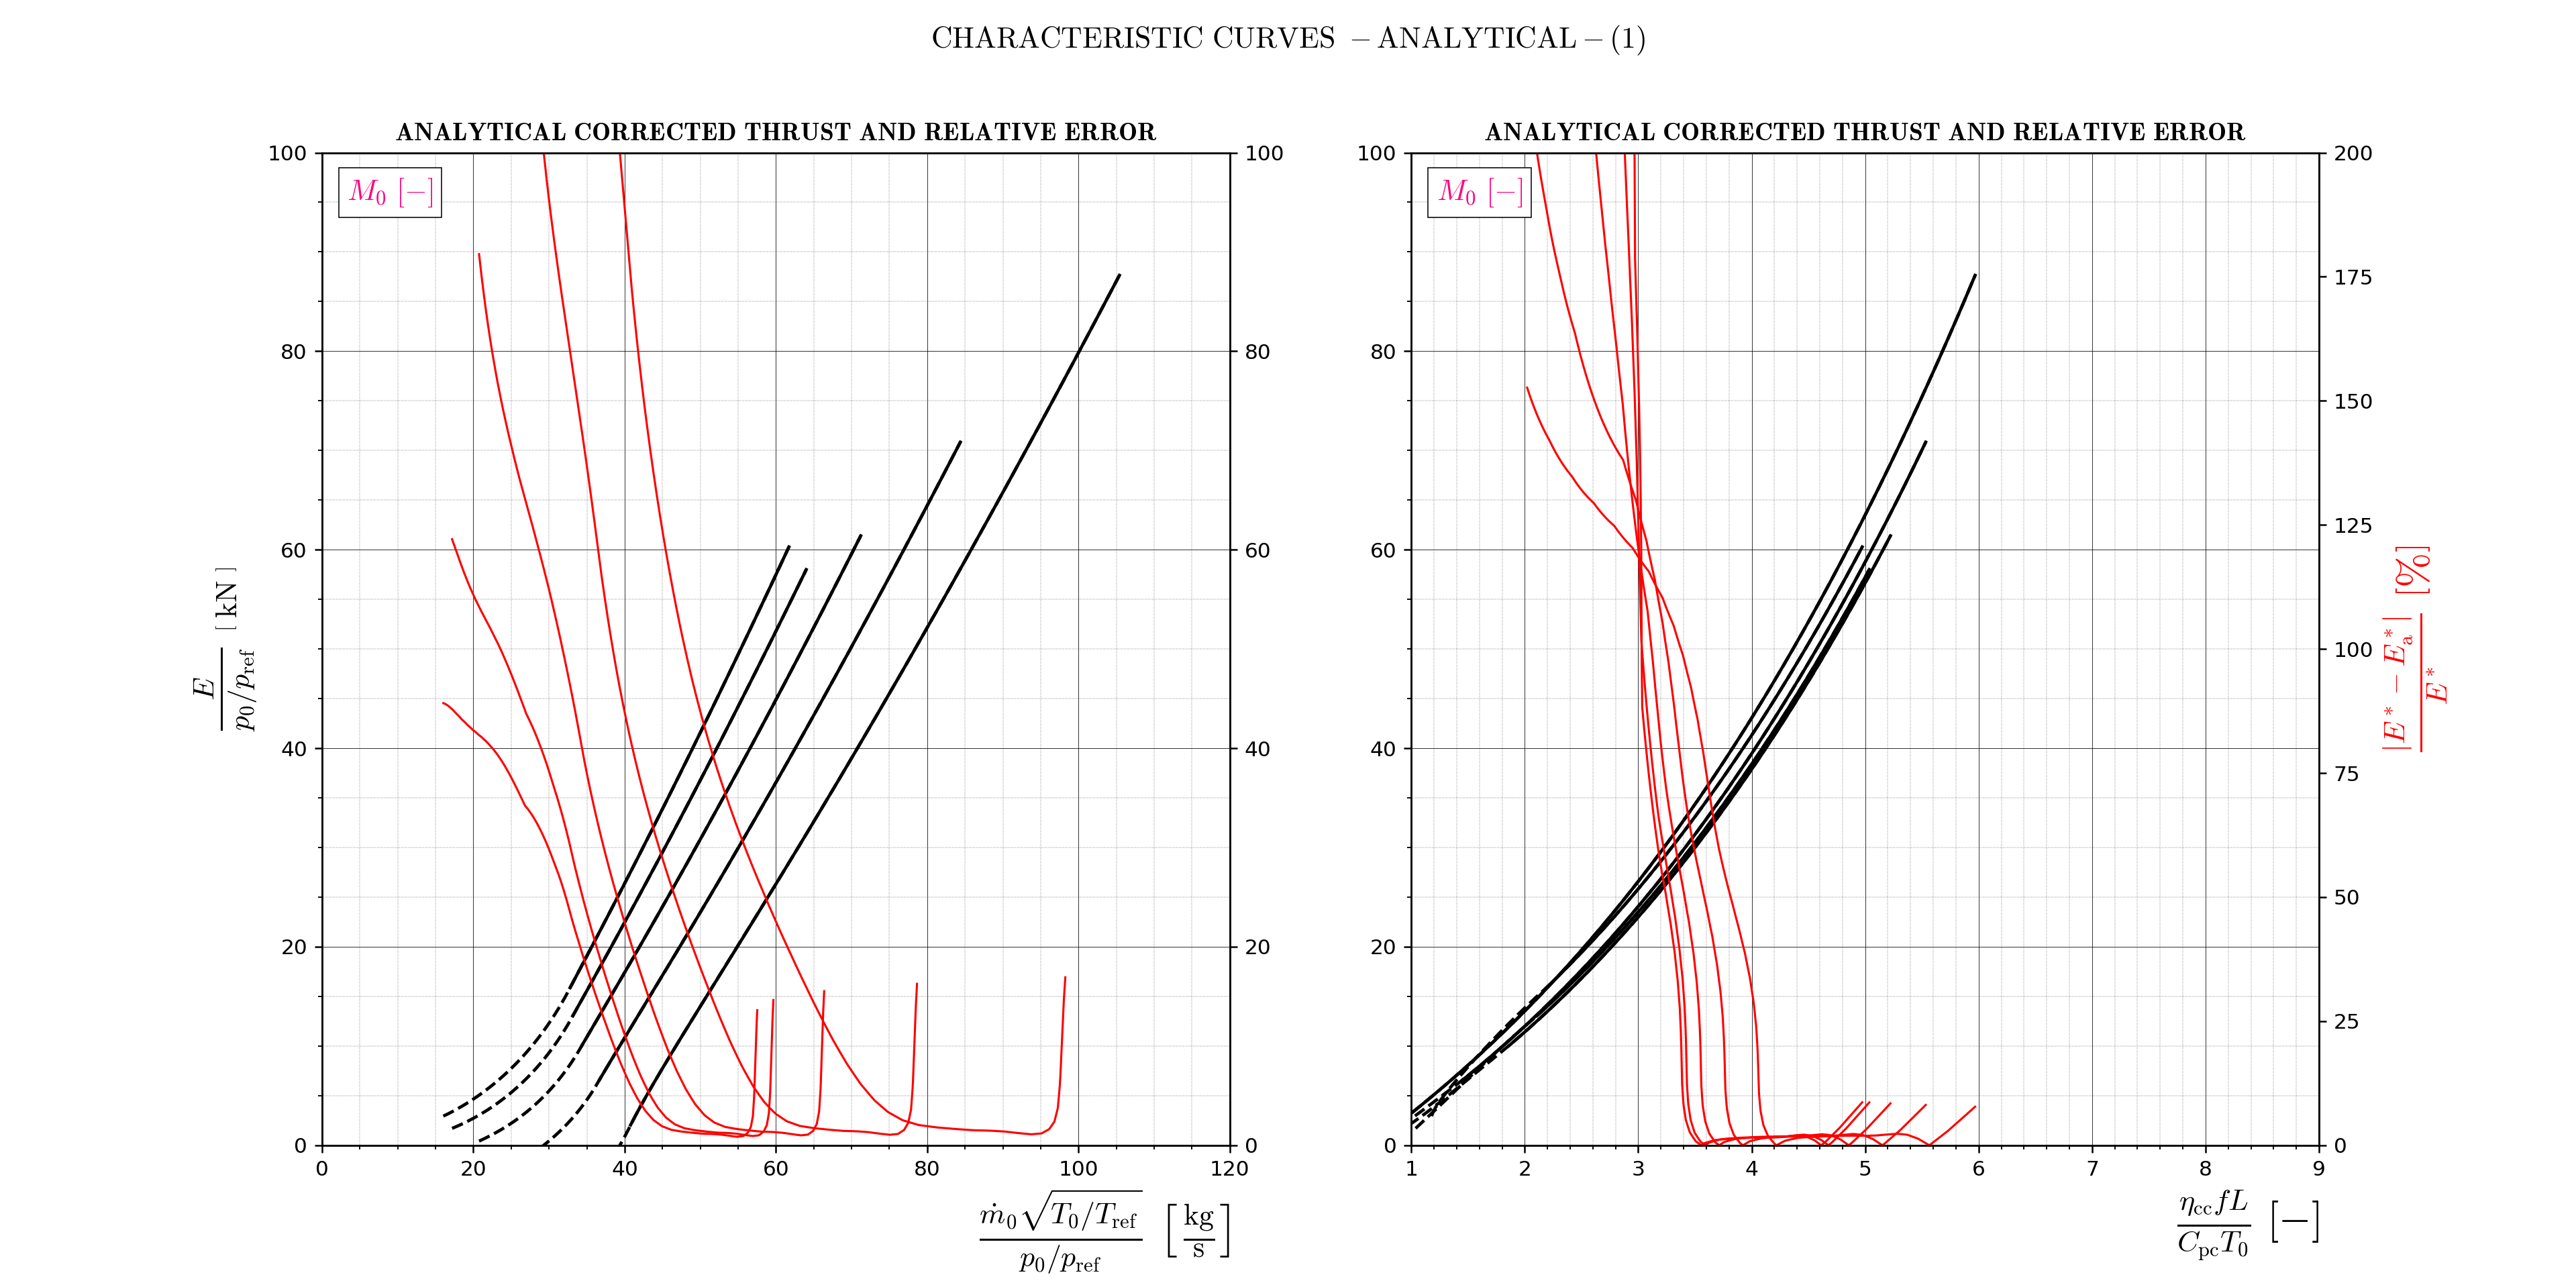 CHARACTERISTIC CURVES − ANALYTICAL − (1)
ANALYTICAL CORRECTED THRUST AND RELATIVE ERROR
M₀ [−]
100
80
60
40
20
0
100
80
60
40
20
0
0 20 40 60 80 100 120
E / p₀/p_ref [ kN ]
ṁ₀√T₀/T_ref / p₀/p_ref [kg/s]
ANALYTICAL CORRECTED THRUST AND RELATIVE ERROR
M₀ [−]
100
80
60
40
20
0
200
175
150
125
100
75
50
25
0
1 2 3 4 5 6 7 8 9
|E* − E*ₐ| / E* [%]
η_cc fL / C_pc T₀ [—]